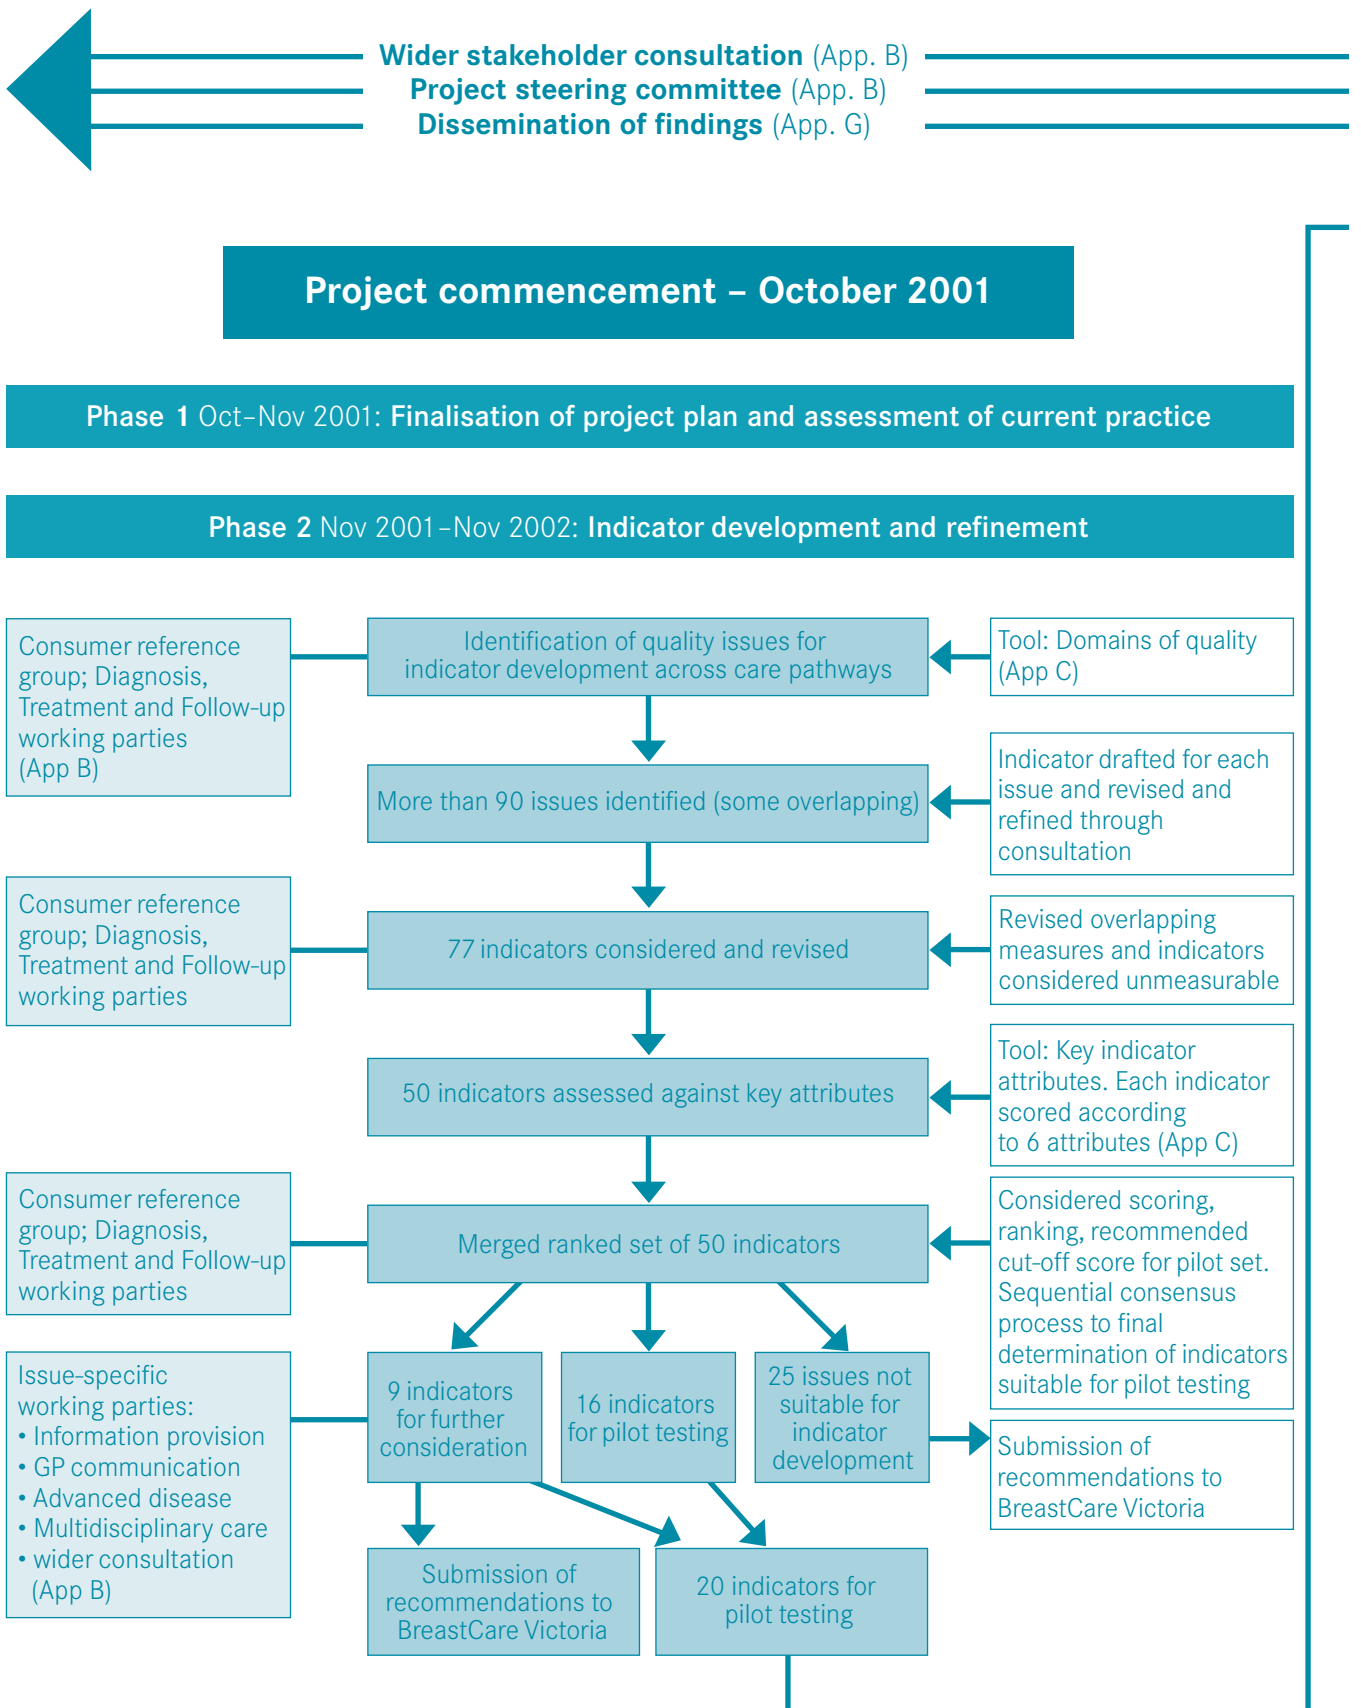 Wider stakeholder consultation (App. B)
Project steering committee (App. B)
Dissemination of findings (App. G)
Project commencement – October 2001
Phase 1 Oct–Nov 2001: Finalisation of project plan and assessment of current practice
Phase 2 Nov 2001–Nov 2002: Indicator development and refinement
Consumer reference
group; Diagnosis,
Treatment and Follow-up
working parties
(App B)
Identification of quality issues for
indicator development across care pathways
Tool: Domains of quality
(App C)
More than 90 issues identified (some overlapping)
Indicator drafted for each
issue and revised and
refined through
consultation
Consumer reference
group; Diagnosis,
Treatment and Follow-up
working parties
77 indicators considered and revised
Revised overlapping
measures and indicators
considered unmeasurable
50 indicators assessed against key attributes
Tool: Key indicator
attributes. Each indicator
scored according
to 6 attributes (App C)
Consumer reference
group; Diagnosis,
Treatment and Follow-up
working parties
Merged ranked set of 50 indicators
Considered scoring,
ranking, recommended
cut-off score for pilot set.
Sequential consensus
process to final
determination of indicators
suitable for pilot testing
Issue-specific
working parties:
• Information provision
• GP communication
• Advanced disease
• Multidisciplinary care
• wider consultation
(App B)
9 indicators
for further
consideration
16 indicators
for pilot testing
25 issues not
suitable for
indicator
development
Submission of
recommendations to
BreastCare Victoria
Submission of
recommendations to
BreastCare Victoria
20 indicators for
pilot testing